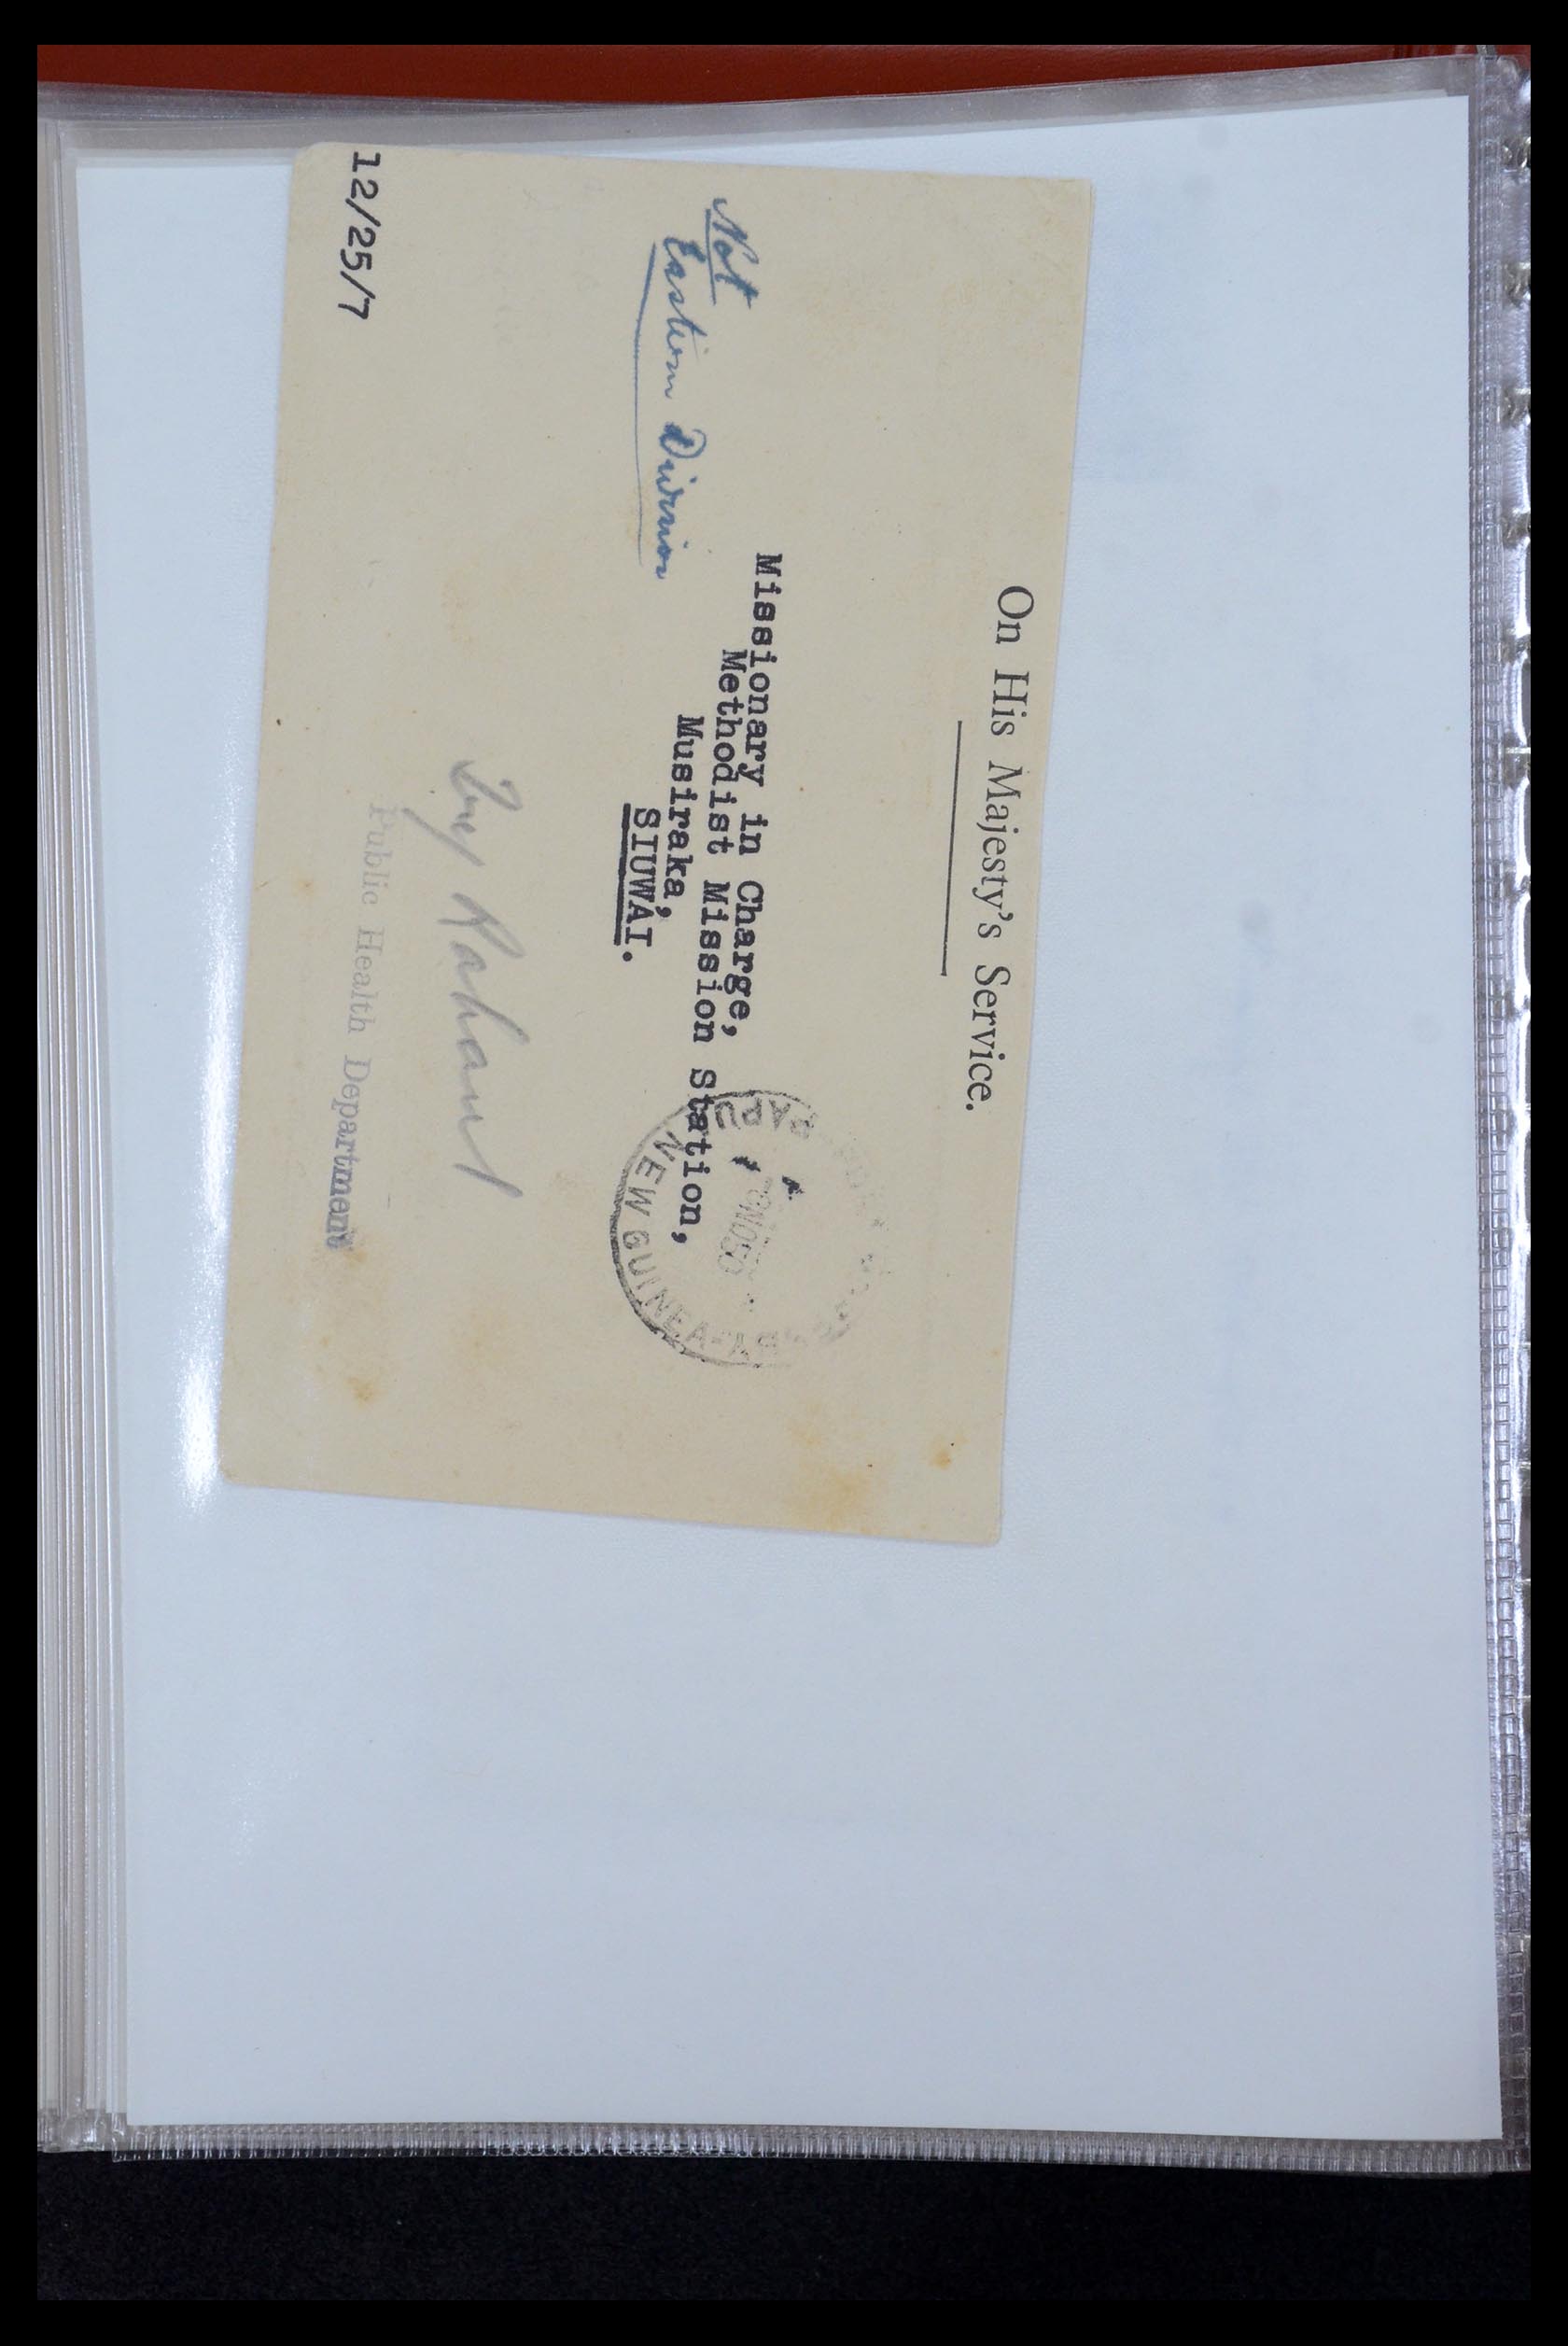 On His Majesty's Service.
Missionary in Charge,
Methodist Mission Station,
Musiraka,
SIUWAI.
Not
Eastern Division
NEW GUINEA
Public Health Department
12/25/7